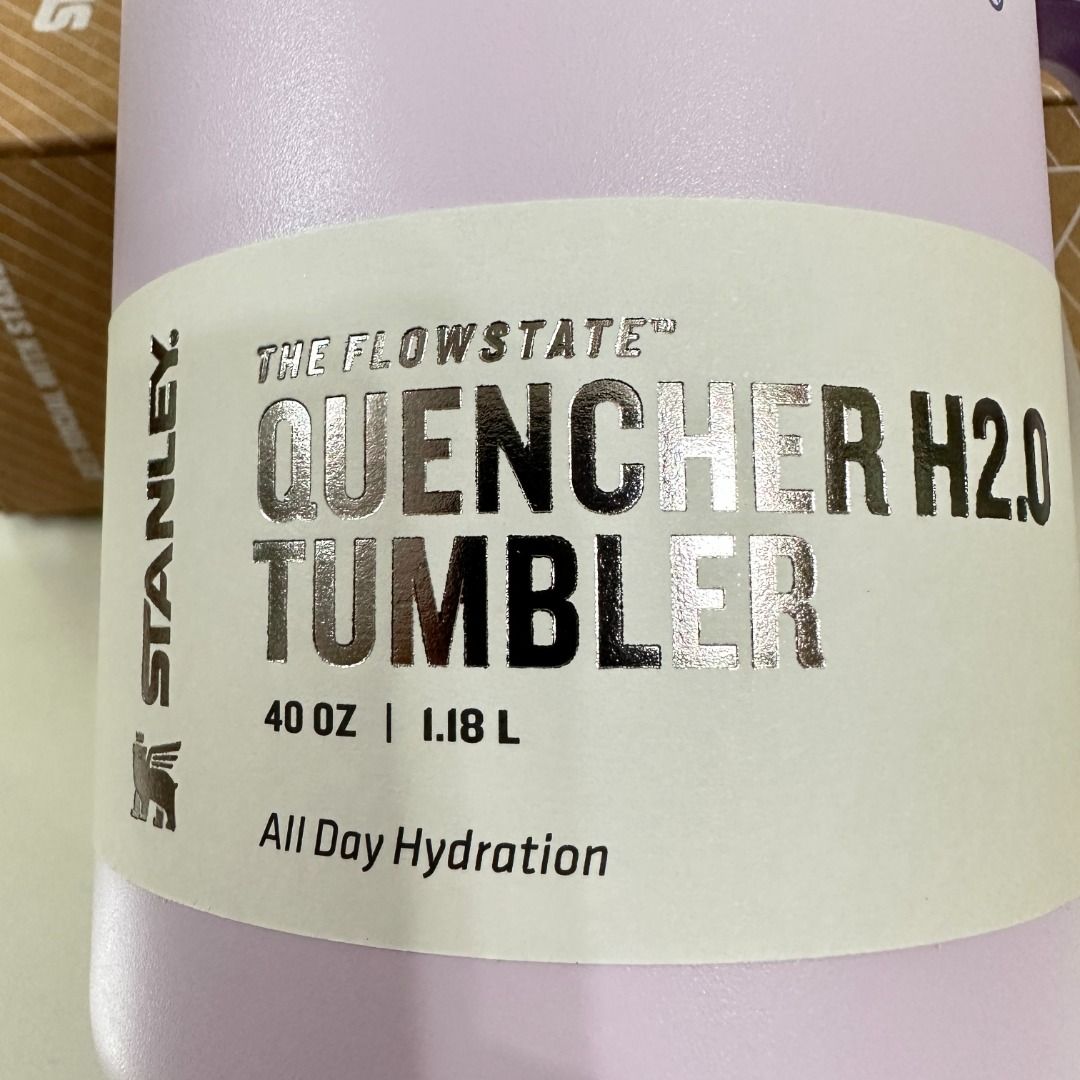 STANLEY.
THE FLOWSTATE™
QUENCHER H2.0
TUMBLER
40 OZ | 1.18 L
All Day Hydration